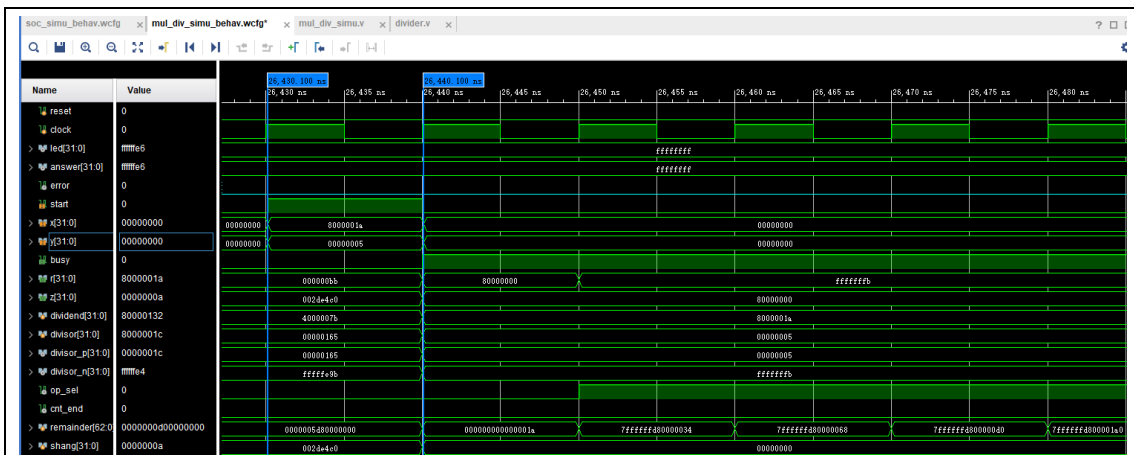 soc_simu_behav.wcfg × mul_div_simu_behav.wcfg* × mul_div_simu.v × divider.v × ?
26,430.100 ns 26,440.100 ns
Name Value 26,430 ns 26,435 ns 26,440 ns 26,445 ns 26,450 ns 26,455 ns 26,460 ns 26,465 ns 26,470 ns 26,475 ns 26,480 ns
reset 0
clock 0
led[31:0] ffffffe6 ffffffff
answer[31:0] ffffffe6 ffffffff
error 0
start 0
x[31:0] 00000000 00000000 8000001a 00000000
y[31:0] 00000000 00000000 00000005 00000000
busy 0
r[31:0] 8000001a 000000bb 80000000 fffffffb
z[31:0] 0000000a 002de4c0 80000000
dividend[31:0] 80000132 4000007b 8000001a
divisor[31:0] 8000001c 00000165 00000005
divisor_p[31:0] 0000001c 00000165 00000005
divisor_n[31:0] ffffffe4 fffffe9b fffffffb
op_sel 0
cnt_end 0
remainder[62:0 0000000d00000000 0000005d80000000 000000000000001a 7ffffffd80000034 7ffffffd80000068 7ffffffd800000d0 7ffffffd800001a0
shang[31:0] 0000000a 002de4c0 00000000